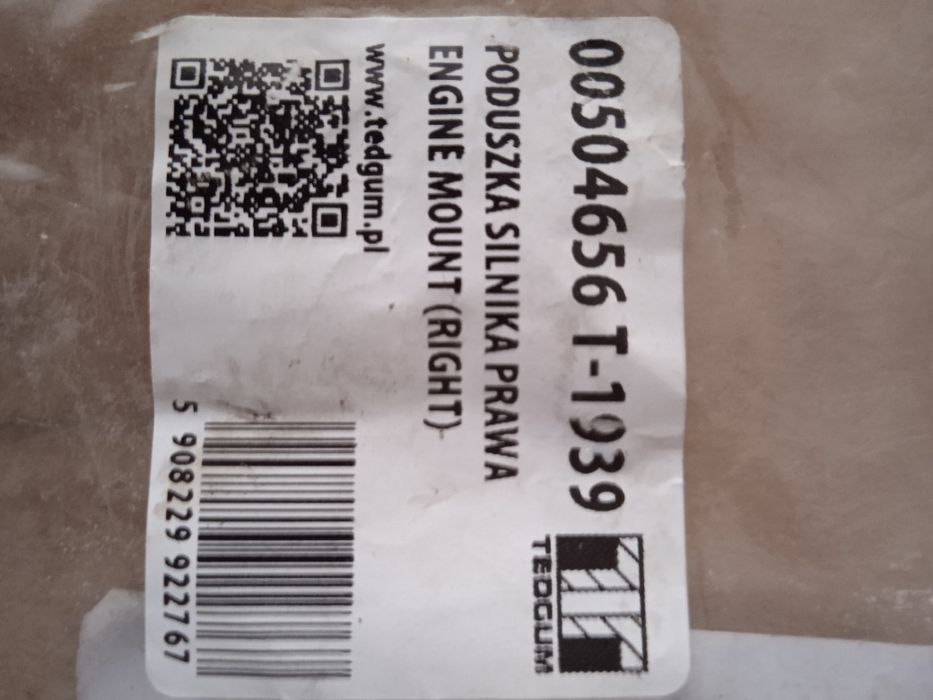 00504656 T-1939
TEDGUM
PODUSZKA SILNIKA PRAWA
ENGINE MOUNT (RIGHT)
www.tedgum.pl
5 908229 922767